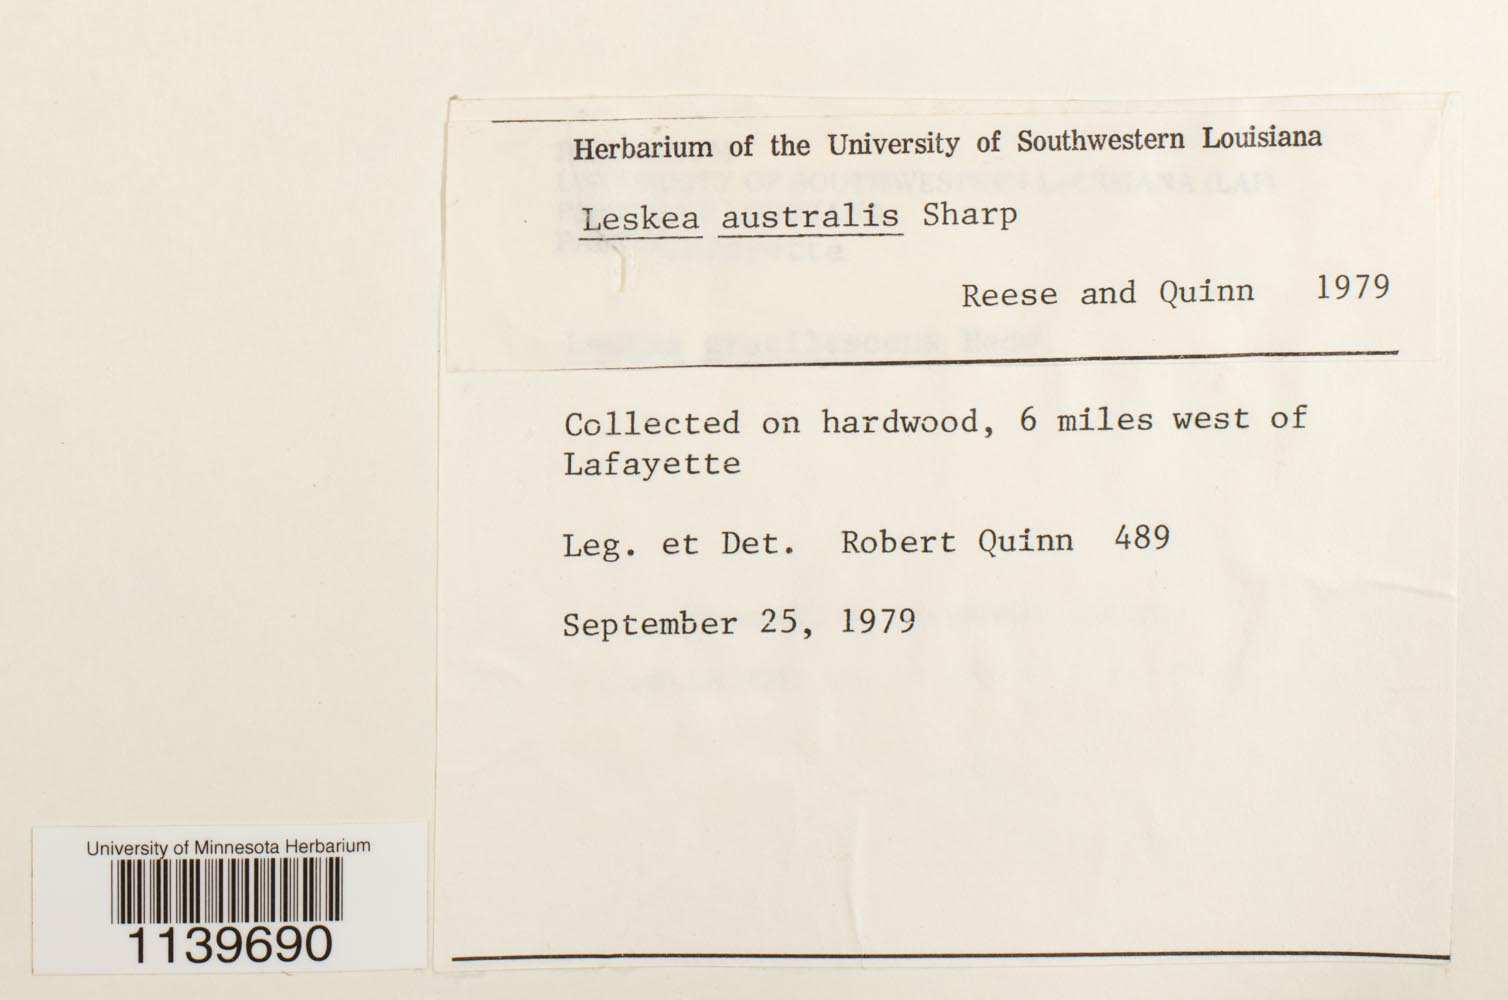 Herbarium of the University of Southwestern Louisiana
Leskea australis Sharp
Reese and Quinn 1979
Collected on hardwood, 6 miles west of
Lafayette
Leg. et Det. Robert Quinn 489
September 25, 1979
University of Minnesota Herbarium
1139690